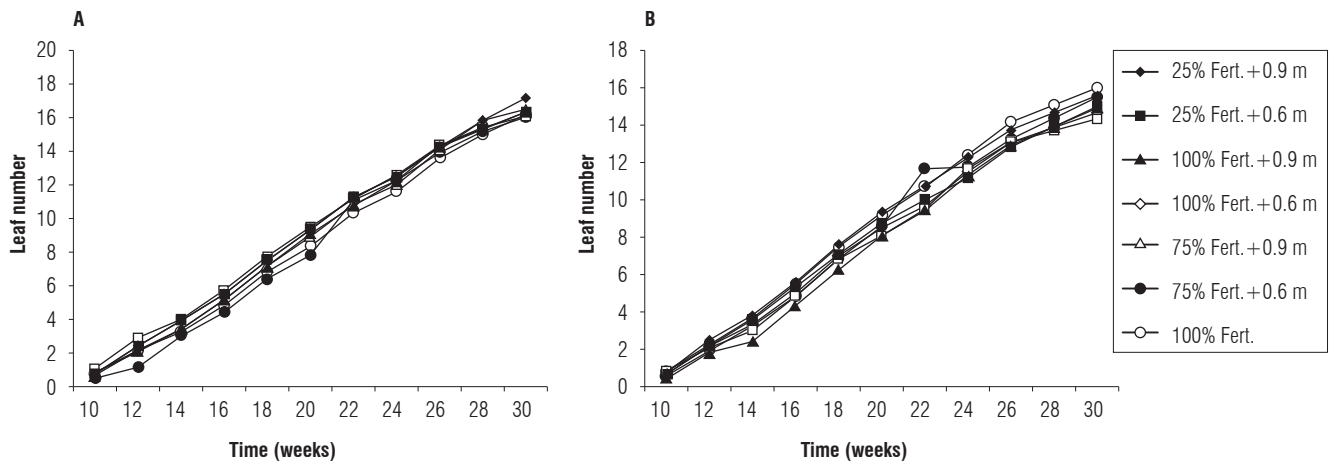 A
20
18
16
14
12
10
8
6
4
2
0
Leaf number
10 12 14 16 18 20 22 24 26 28 30
Time (weeks)
B
18
16
14
12
10
8
6
4
2
0
Leaf number
10 12 14 16 18 20 22 24 26 28 30
Time (weeks)
25% Fert.+0.9 m
25% Fert.+0.6 m
100% Fert.+0.9 m
100% Fert.+0.6 m
75% Fert.+0.9 m
75% Fert.+0.6 m
100% Fert.